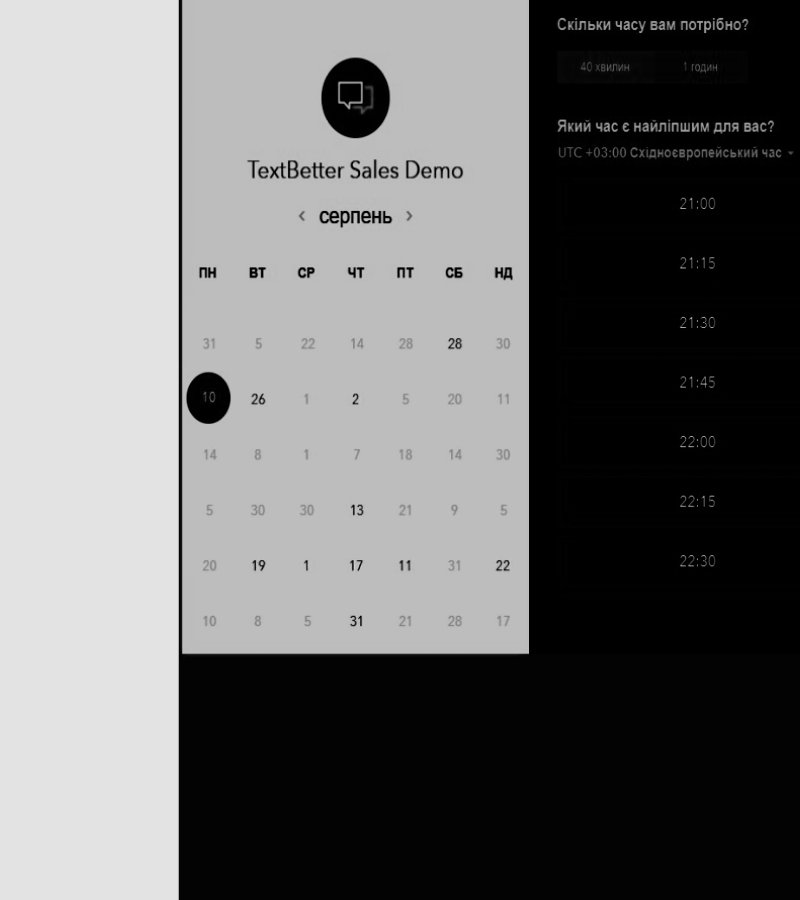 TextBetter Sales Demo
‹ серпень ›
ПН ВТ СР ЧТ ПТ СБ НД
31 5 22 14 28 28 30
10 26 1 2 5 20 11
14 8 1 7 18 14 30
5 30 30 13 21 9 5
20 19 1 17 11 31 22
10 8 5 31 21 28 17
Скільки часу вам потрібно?
40 хвилин 1 годин
Який час є найліпшим для вас?
UTC +03:00 Східноєвропейський час
21:00
21:15
21:30
21:45
22:00
22:15
22:30